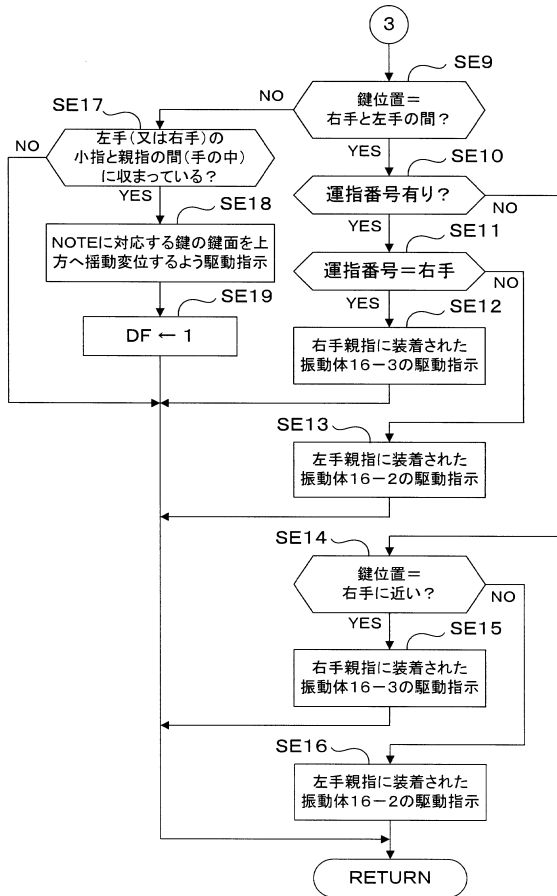 3
SE9
鍵位置＝
右手と左手の間？
NO
YES
SE17
左手（又は右手）の
小指と親指の間（手の中）
に収まっている？
NO
YES
SE10
運指番号有り？
NO
YES
SE18
NOTEに対応する鍵の鍵面を上
方へ揺動変位するよう駆動指示
SE11
運指番号＝右手
NO
YES
SE19
DF ← 1
SE12
右手親指に装着された
振動体16－3の駆動指示
SE13
左手親指に装着された
振動体16－2の駆動指示
SE14
鍵位置＝
右手に近い？
NO
YES
SE15
右手親指に装着された
振動体16－3の駆動指示
SE16
左手親指に装着された
振動体16－2の駆動指示
RETURN